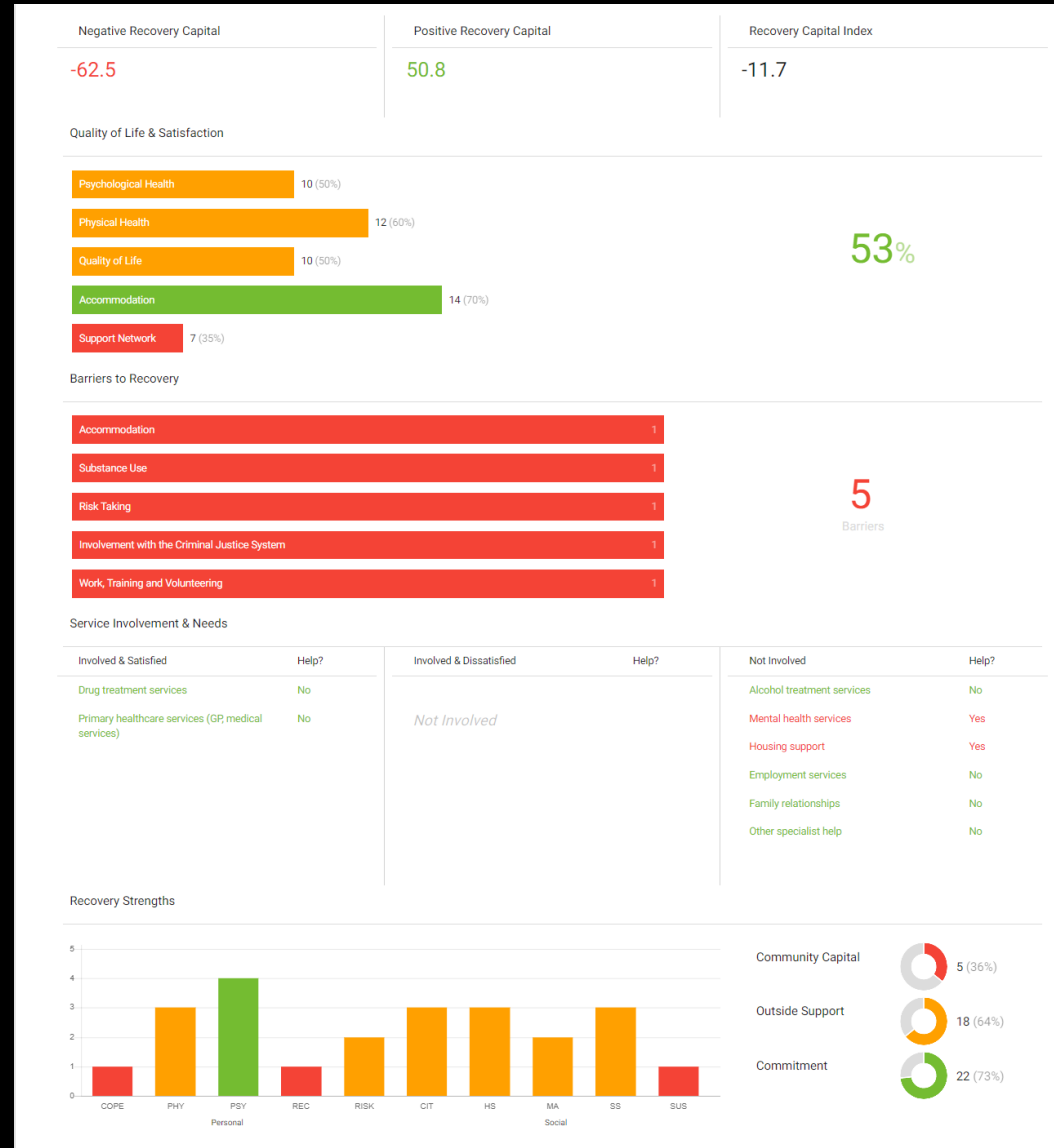 Negative Recovery Capital
Positive Recovery Capital
Recovery Capital Index
-62.5
50.8
-11.7
Quality of Life & Satisfaction
Psychological Health 10 (50%)
Physical Health 12 (60%)
Quality of Life 10 (50%)
Accommodation 14 (70%)
Support Network 7 (35%)
53%
Barriers to Recovery
Accommodation 1
Substance Use 1
Risk Taking 1
Involvement with the Criminal Justice System 1
Work, Training and Volunteering 1
5
Barriers
Service Involvement & Needs
Involved & Satisfied Help?
Drug treatment services No
Primary healthcare services (GP, medical No
services)
Involved & Dissatisfied Help?
Not Involved
Not Involved Help?
Alcohol treatment services No
Mental health services Yes
Housing support Yes
Employment services No
Family relationships No
Other specialist help No
Recovery Strengths
5
4
3
2
1
0
COPE PHY PSY REC RISK CIT HS MA SS SUS
Personal Social
Community Capital 5 (36%)
Outside Support 18 (64%)
Commitment 22 (73%)